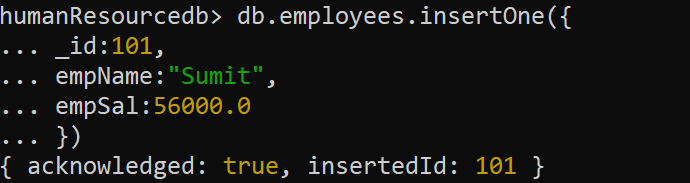 humanResourcedb> db.employees.insertOne({
... _id:101,
... empName:"Sumit",
... empSal:56000.0
... })
{ acknowledged: true, insertedId: 101 }